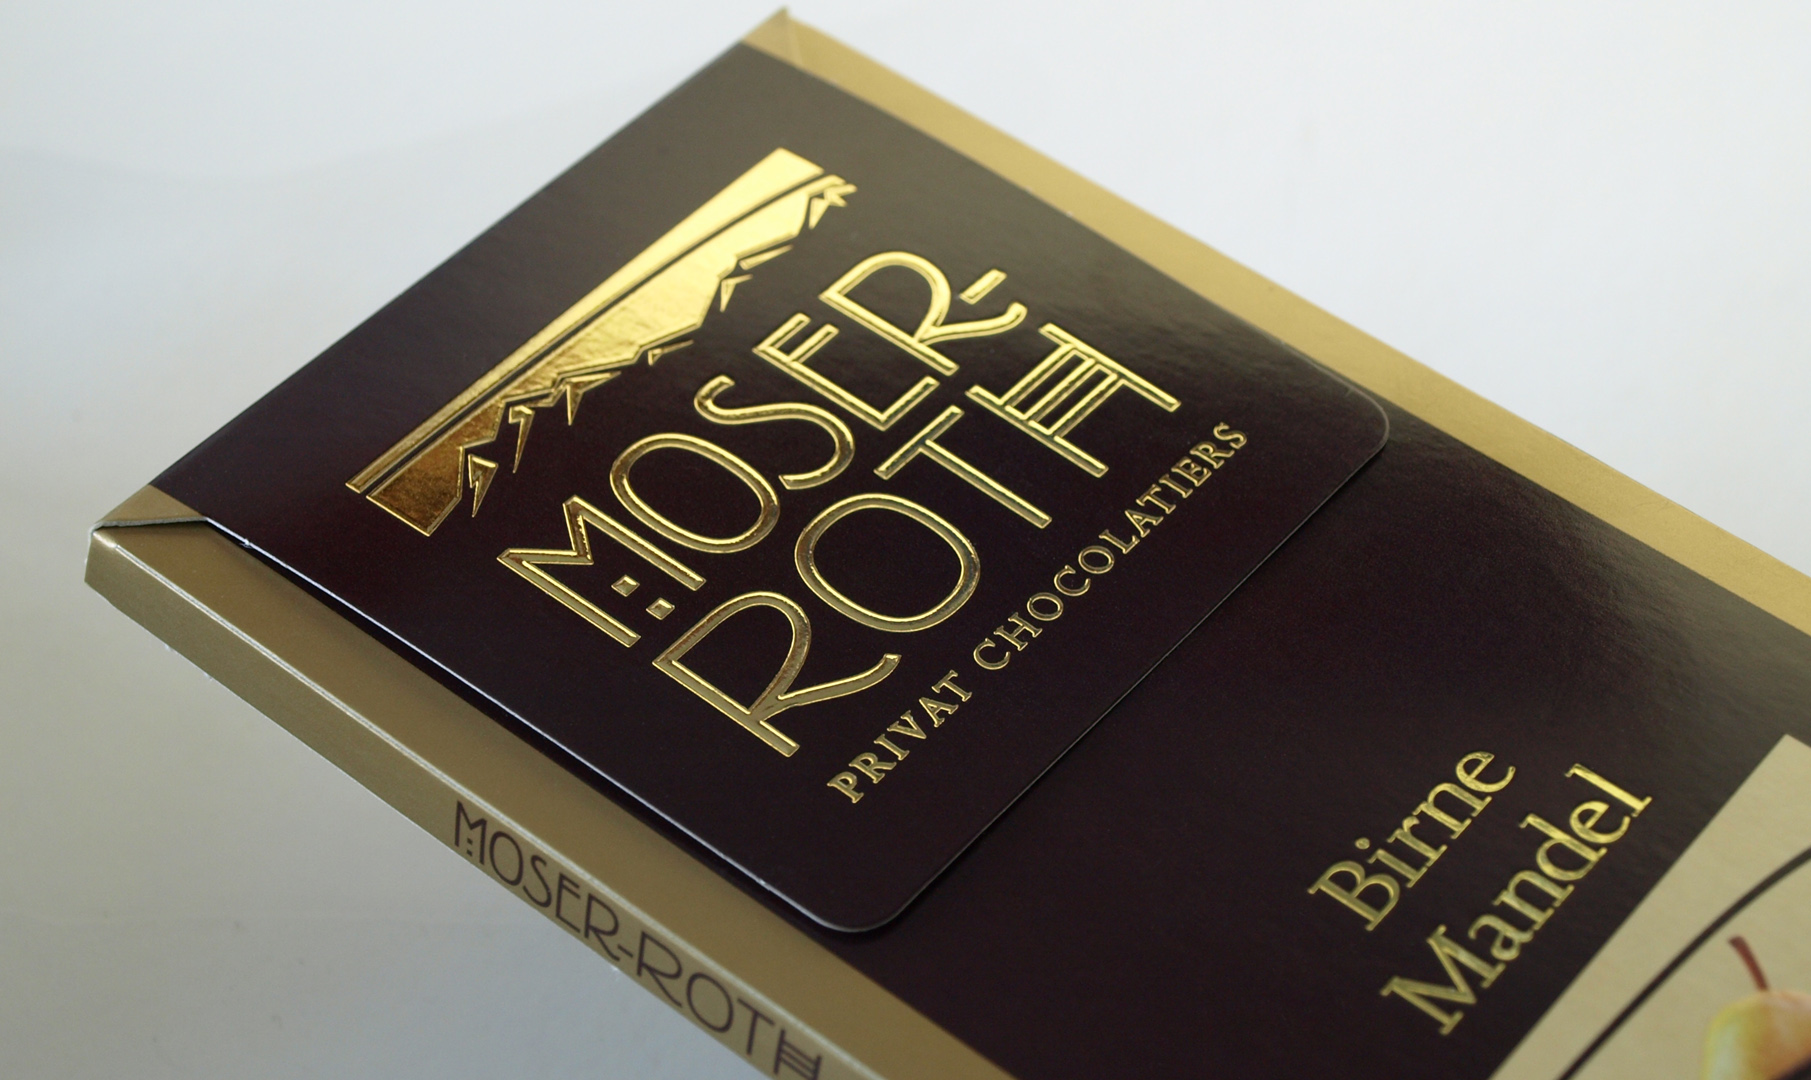 MOSER-
ROTH
PRIVAT CHOCOLATIERS
Birne
Mandel
MOSER-ROTH